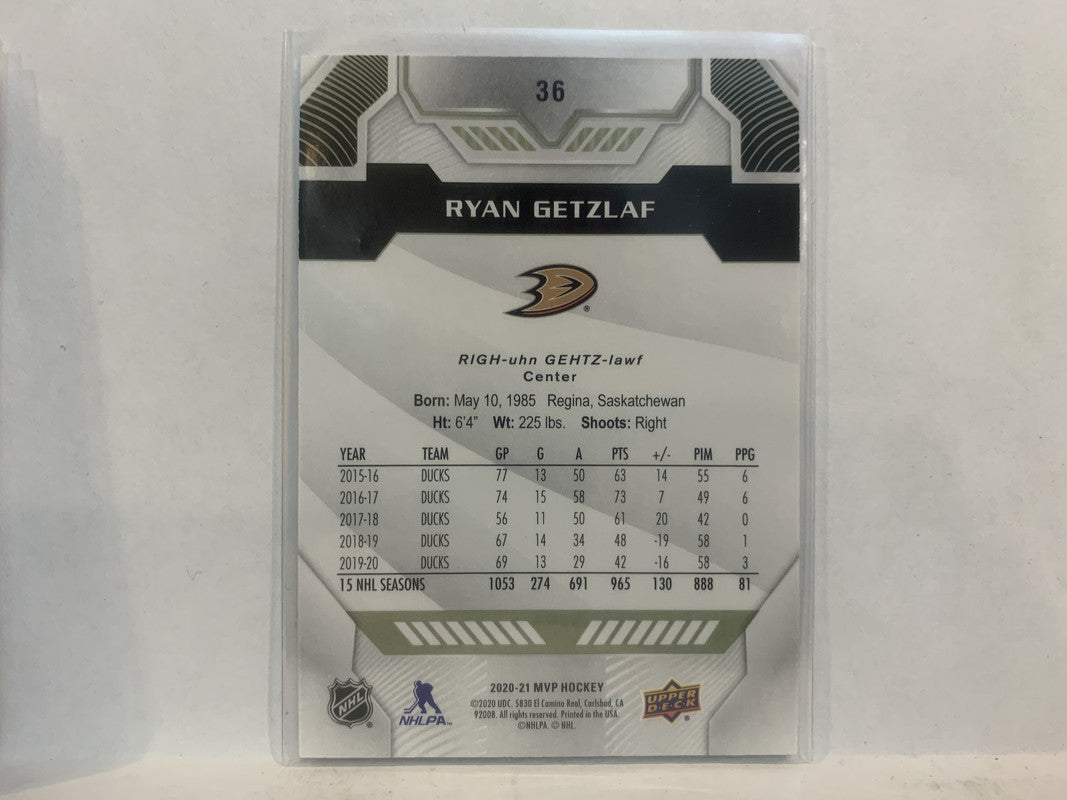 36
RYAN GETZLAF
®
RIGH-uhn GEHTZ-lawf
Center
Born: May 10, 1985 Regina, Saskatchewan
Ht: 6'4" Wt: 225 lbs. Shoots: Right
YEAR TEAM GP G A PTS +/- PIM PPG
2015-16 DUCKS 77 13 50 63 14 55 6
2016-17 DUCKS 74 15 58 73 7 49 6
2017-18 DUCKS 56 11 50 61 20 42 0
2018-19 DUCKS 67 14 34 48 -19 58 1
2019-20 DUCKS 69 13 29 42 -16 58 3
15 NHL SEASONS 1053 274 691 965 130 888 81
2020-21 MVP HOCKEY
©2020 UDC. 5830 El Camino Real, Carlsbad, CA
92008. All rights reserved. Printed in the USA.
©NHLPA. © NHL.
NHL ®
NHLPA™
UPPER DECK ®